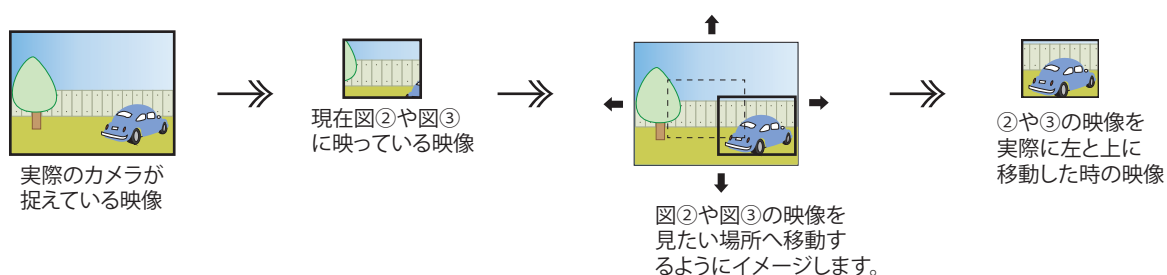 実際のカメラが
捉えている映像
現在図②や図③
に映っている映像
図②や図③の映像を
見たい場所へ移動す
るようにイメージします。
②や③の映像を
実際に左と上に
移動した時の映像